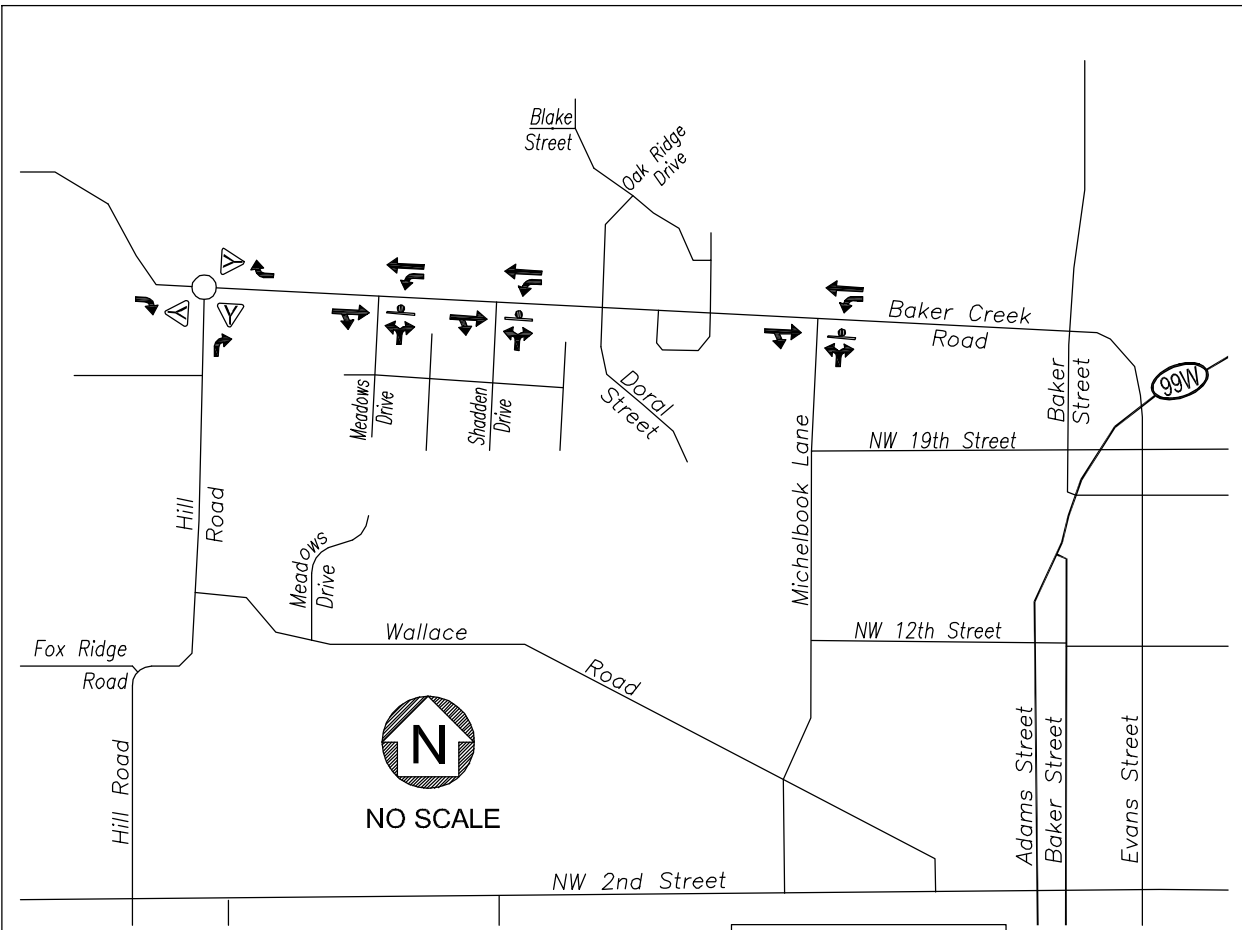 Blake
Street
Oak Ridge
Drive
Y
Y
Y
Baker Creek
Road
99W
Meadows
Drive
Shadden
Drive
Doral
Street
Baker
Street
NW 19th Street
Hill
Road
Michelbook Lane
Meadows
Drive
Wallace
Road
NW 12th Street
Fox Ridge
Road
N
NO SCALE
Hill Road
Adams Street
Baker Street
Evans Street
NW 2nd Street